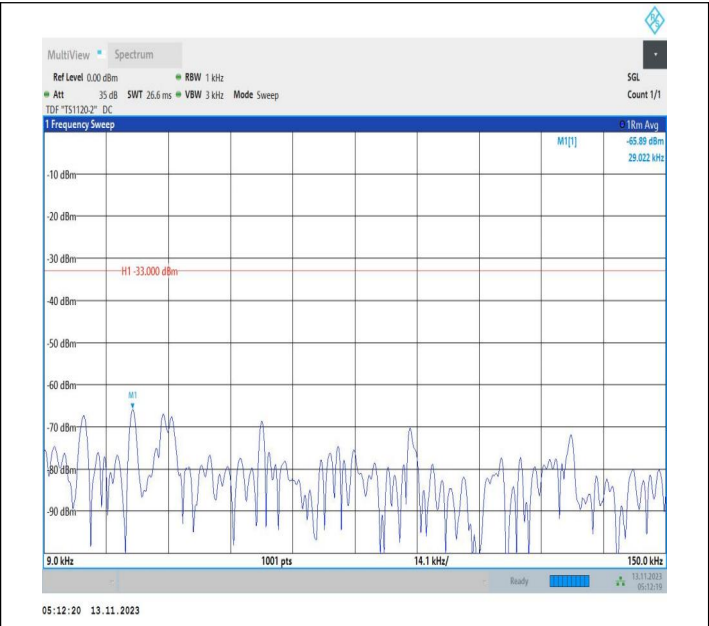 R S
MultiView Spectrum
Ref Level 0.00 dBm RBW 1 kHz SGL
Att 35 dB SWT 26.6 ms VBW 3 kHz Mode Sweep Count 1/1
TDF "TS1120-2" DC
1 Frequency Sweep 1Rm Avg
M1[1] -65.89 dBm
29.022 kHz
-10 dBm
-20 dBm
-30 dBm
H1 -33.000 dBm
-40 dBm
-50 dBm
-60 dBm
M1
-70 dBm
-80 dBm
-90 dBm
9.0 kHz 1001 pts 14.1 kHz/ 150.0 kHz
Ready 13.11.2023
05:12:19
05:12:20 13.11.2023